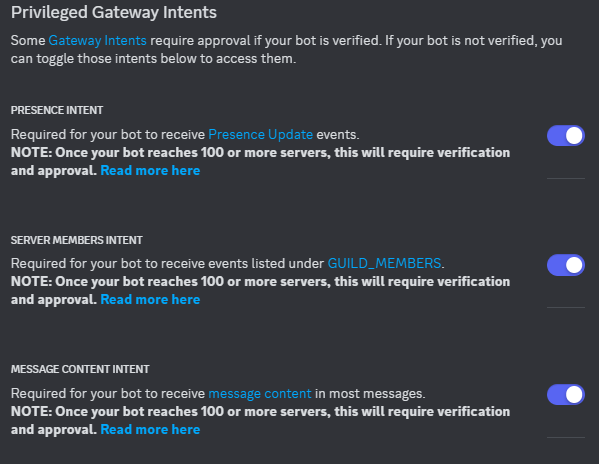 Privileged Gateway Intents
Some Gateway Intents require approval if your bot is verified. If your bot is not verified, you
can toggle those intents below to access them.
PRESENCE INTENT
Required for your bot to receive Presence Update events.
NOTE: Once your bot reaches 100 or more servers, this will require verification
and approval. Read more here
SERVER MEMBERS INTENT
Required for your bot to receive events listed under GUILD_MEMBERS.
NOTE: Once your bot reaches 100 or more servers, this will require verification
and approval. Read more here
MESSAGE CONTENT INTENT
Required for your bot to receive message content in most messages.
NOTE: Once your bot reaches 100 or more servers, this will require verification
and approval. Read more here